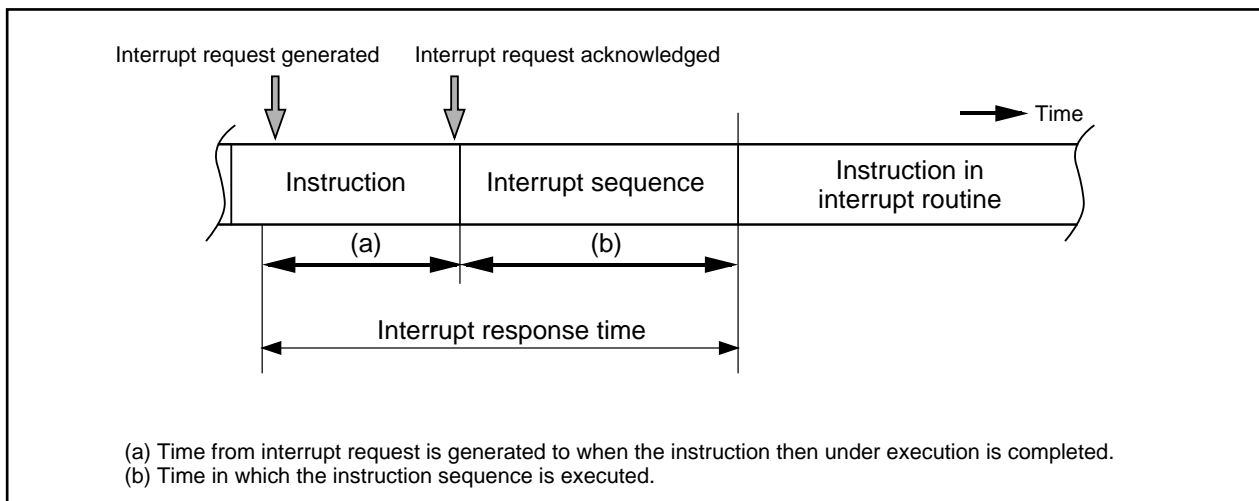 Interrupt request generated
Interrupt request acknowledged
Time
Instruction
Interrupt sequence
Instruction in
interrupt routine
(a)
(b)
Interrupt response time
(a) Time from interrupt request is generated to when the instruction then under execution is completed.
(b) Time in which the instruction sequence is executed.